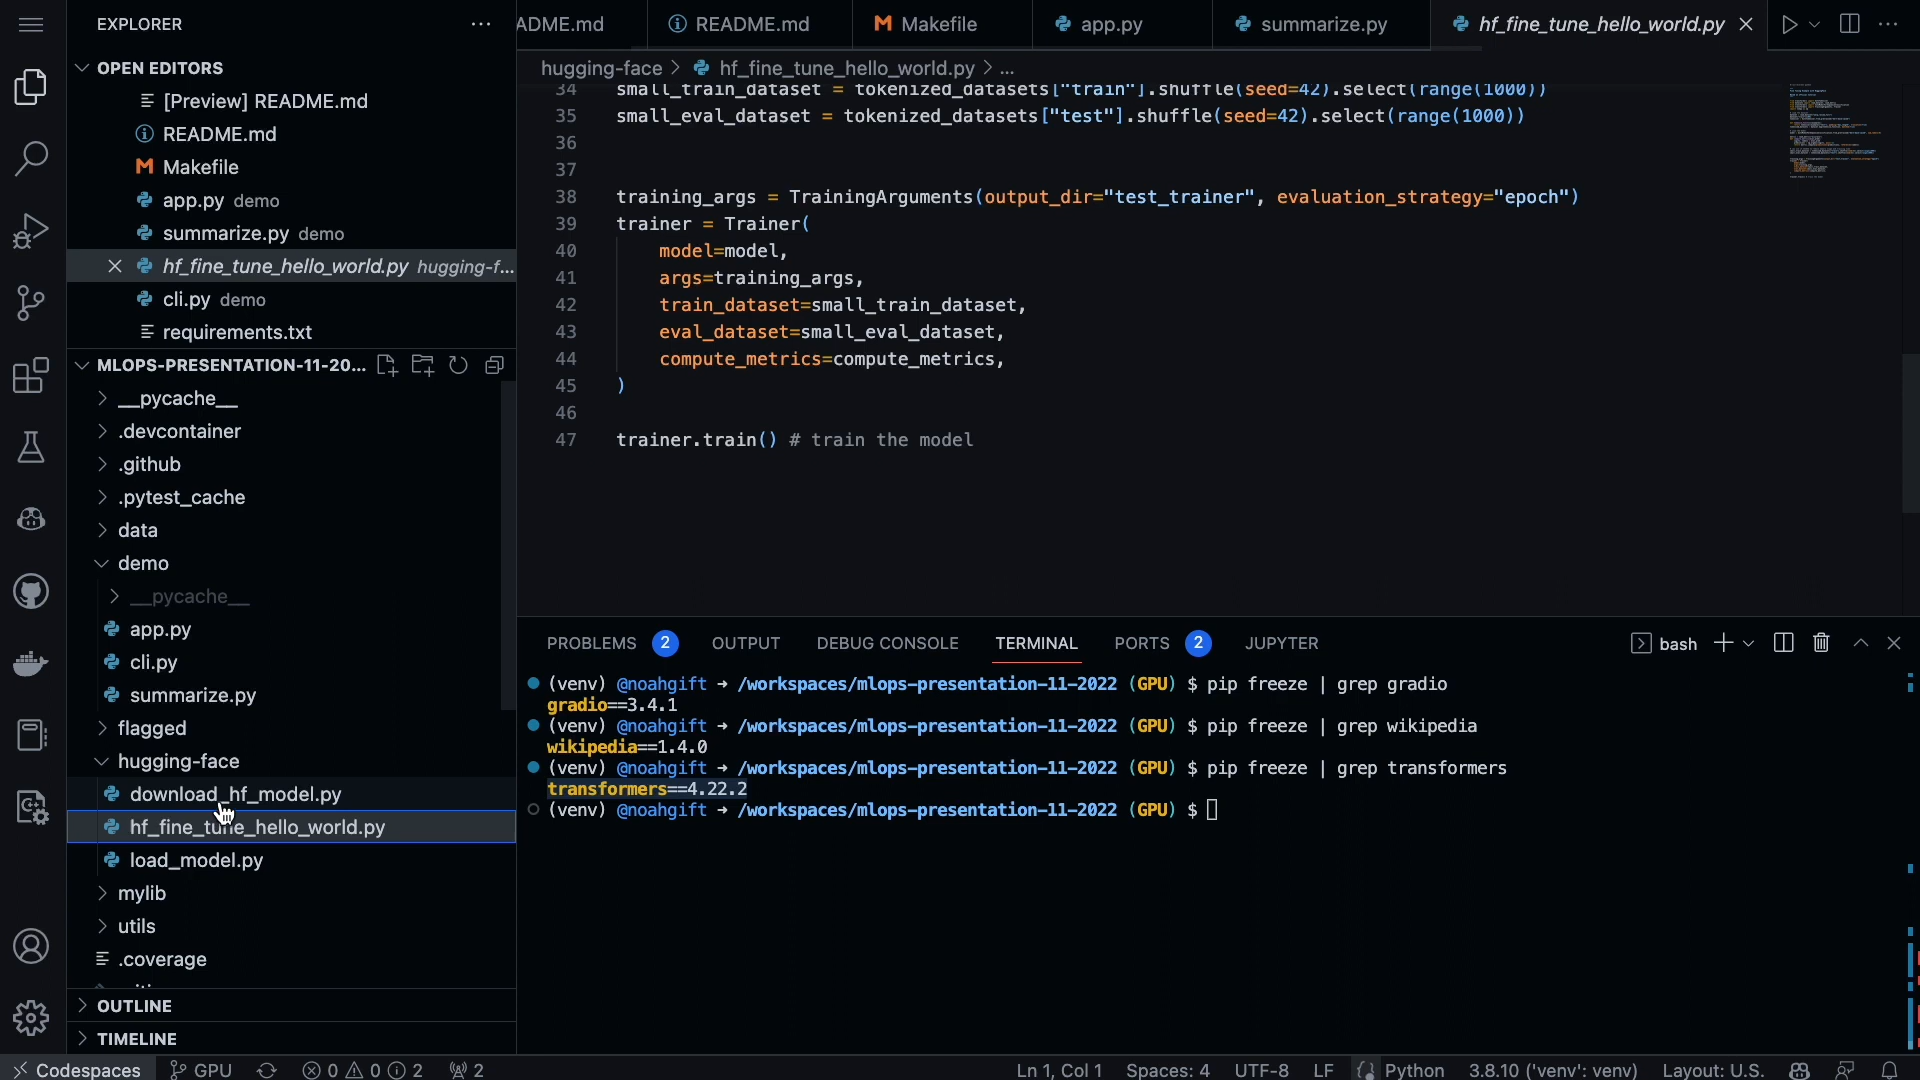 EXPLORER
OPEN EDITORS
[Preview] README.md
README.md
Makefile
app.py demo
summarize.py demo
hf_fine_tune_hello_world.py hugging-f...
cli.py demo
requirements.txt
MLOPS-PRESENTATION-11-20...
__pycache__
.devcontainer
.github
.pytest_cache
data
demo
__pycache__
app.py
cli.py
summarize.py
flagged
hugging-face
download_hf_model.py
hf_fine_tune_hello_world.py
load_model.py
mylib
utils
.coverage
OUTLINE
TIMELINE
ADME.md README.md Makefile app.py summarize.py hf_fine_tune_hello_world.py
hugging-face > hf_fine_tune_hello_world.py > ...
34 small_train_dataset = tokenized_datasets["train"].shuffle(seed=42).select(range(1000))
35 small_eval_dataset = tokenized_datasets["test"].shuffle(seed=42).select(range(1000))
36
37
38 training_args = TrainingArguments(output_dir="test_trainer", evaluation_strategy="epoch")
39 trainer = Trainer(
40 model=model,
41 args=training_args,
42 train_dataset=small_train_dataset,
43 eval_dataset=small_eval_dataset,
44 compute_metrics=compute_metrics,
45 )
46
47 trainer.train() # train the model
PROBLEMS 2 OUTPUT DEBUG CONSOLE TERMINAL PORTS 2 JUPYTER bash
(venv) @noahgift → /workspaces/mlops-presentation-11-2022 (GPU) $ pip freeze | grep gradio
gradio==3.4.1
(venv) @noahgift → /workspaces/mlops-presentation-11-2022 (GPU) $ pip freeze | grep wikipedia
wikipedia==1.4.0
(venv) @noahgift → /workspaces/mlops-presentation-11-2022 (GPU) $ pip freeze | grep transformers
transformers==4.22.2
(venv) @noahgift → /workspaces/mlops-presentation-11-2022 (GPU) $
Codespaces GPU 0 0 2 2 Ln 1, Col 1 Spaces: 4 UTF-8 LF Python 3.8.10 ('venv': venv) Layout: U.S.